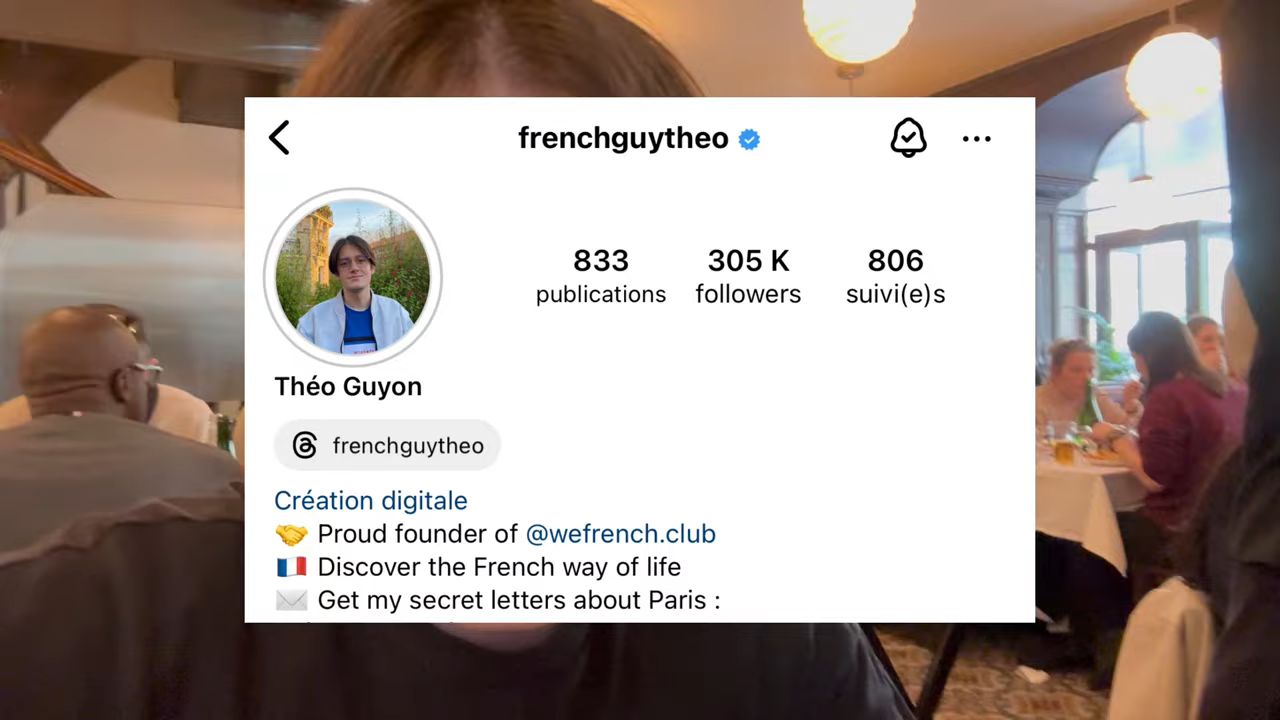 frenchguytheo
833 305 K 806
publications followers suivi(e)s
Théo Guyon
frenchguytheo
Création digitale
🤝 Proud founder of @wefrench.club
🇫🇷 Discover the French way of life
✉️ Get my secret letters about Paris :